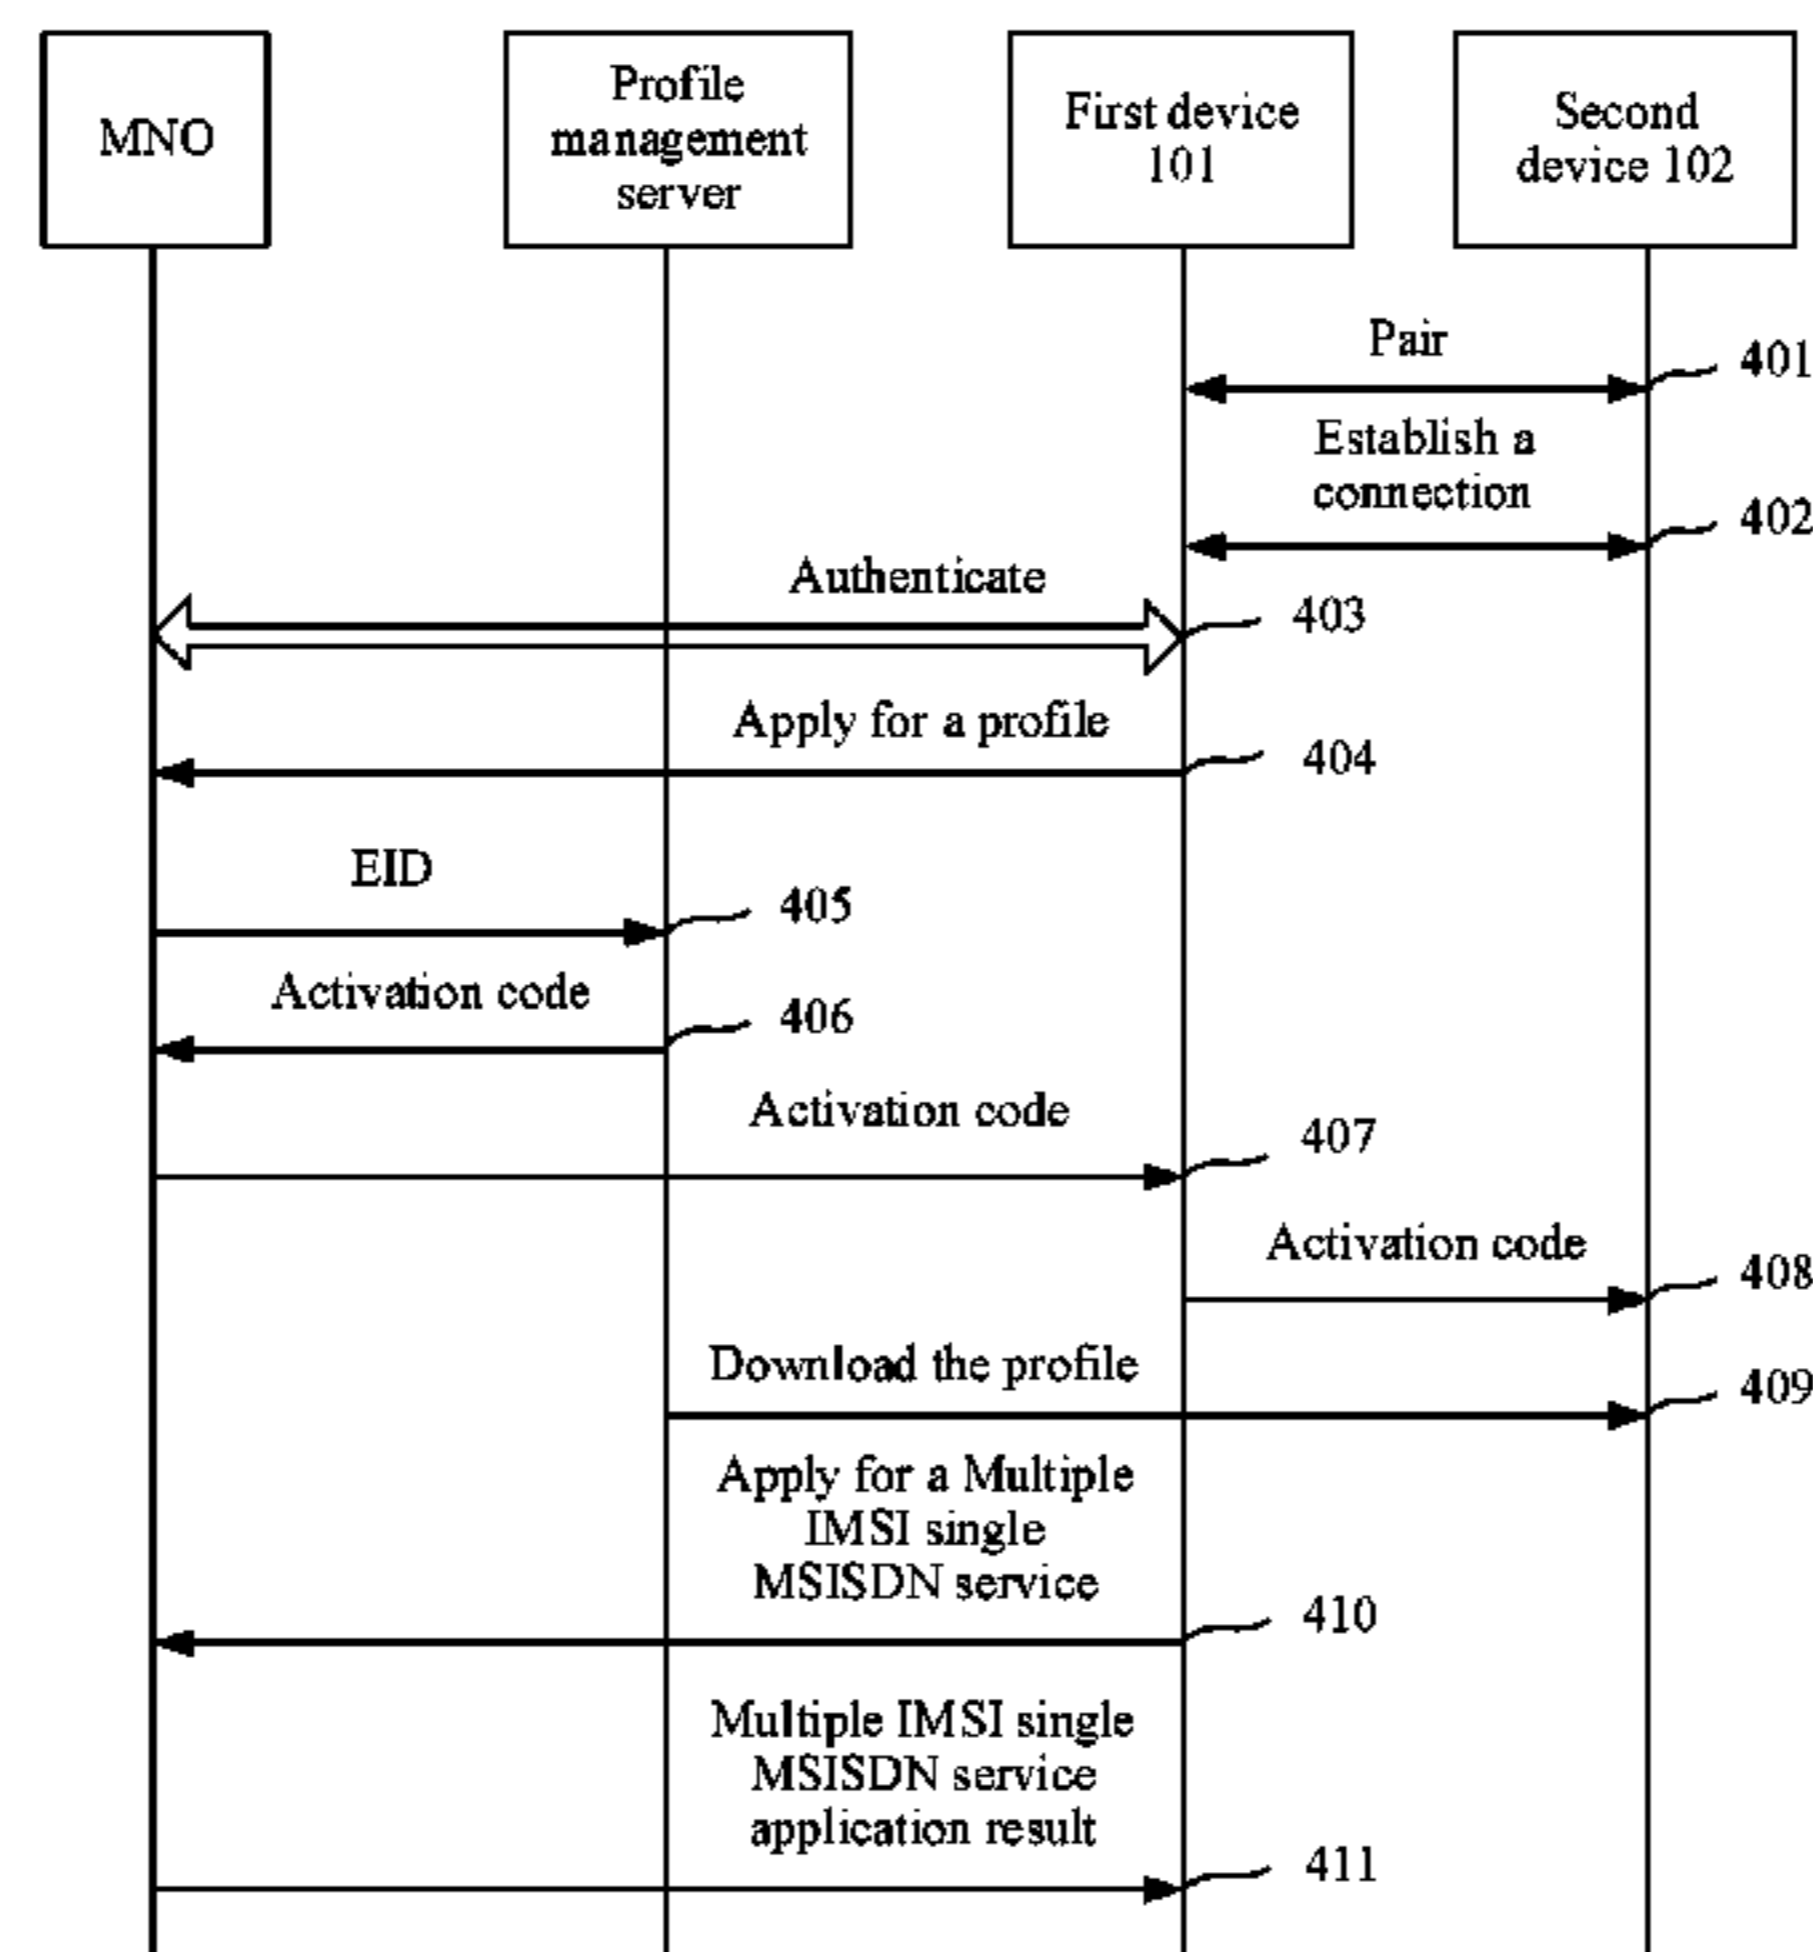 MNO
Profile
management
server
First device
101
Second
device 102
Pair
401
Establish a
connection
402
Authenticate
403
Apply for a profile
404
EID
405
Activation code
406
Activation code
407
Activation code
408
Download the profile
409
Apply for a Multiple
IMSI single
MSISDN service
410
Multiple IMSI single
MSISDN service
application result
411